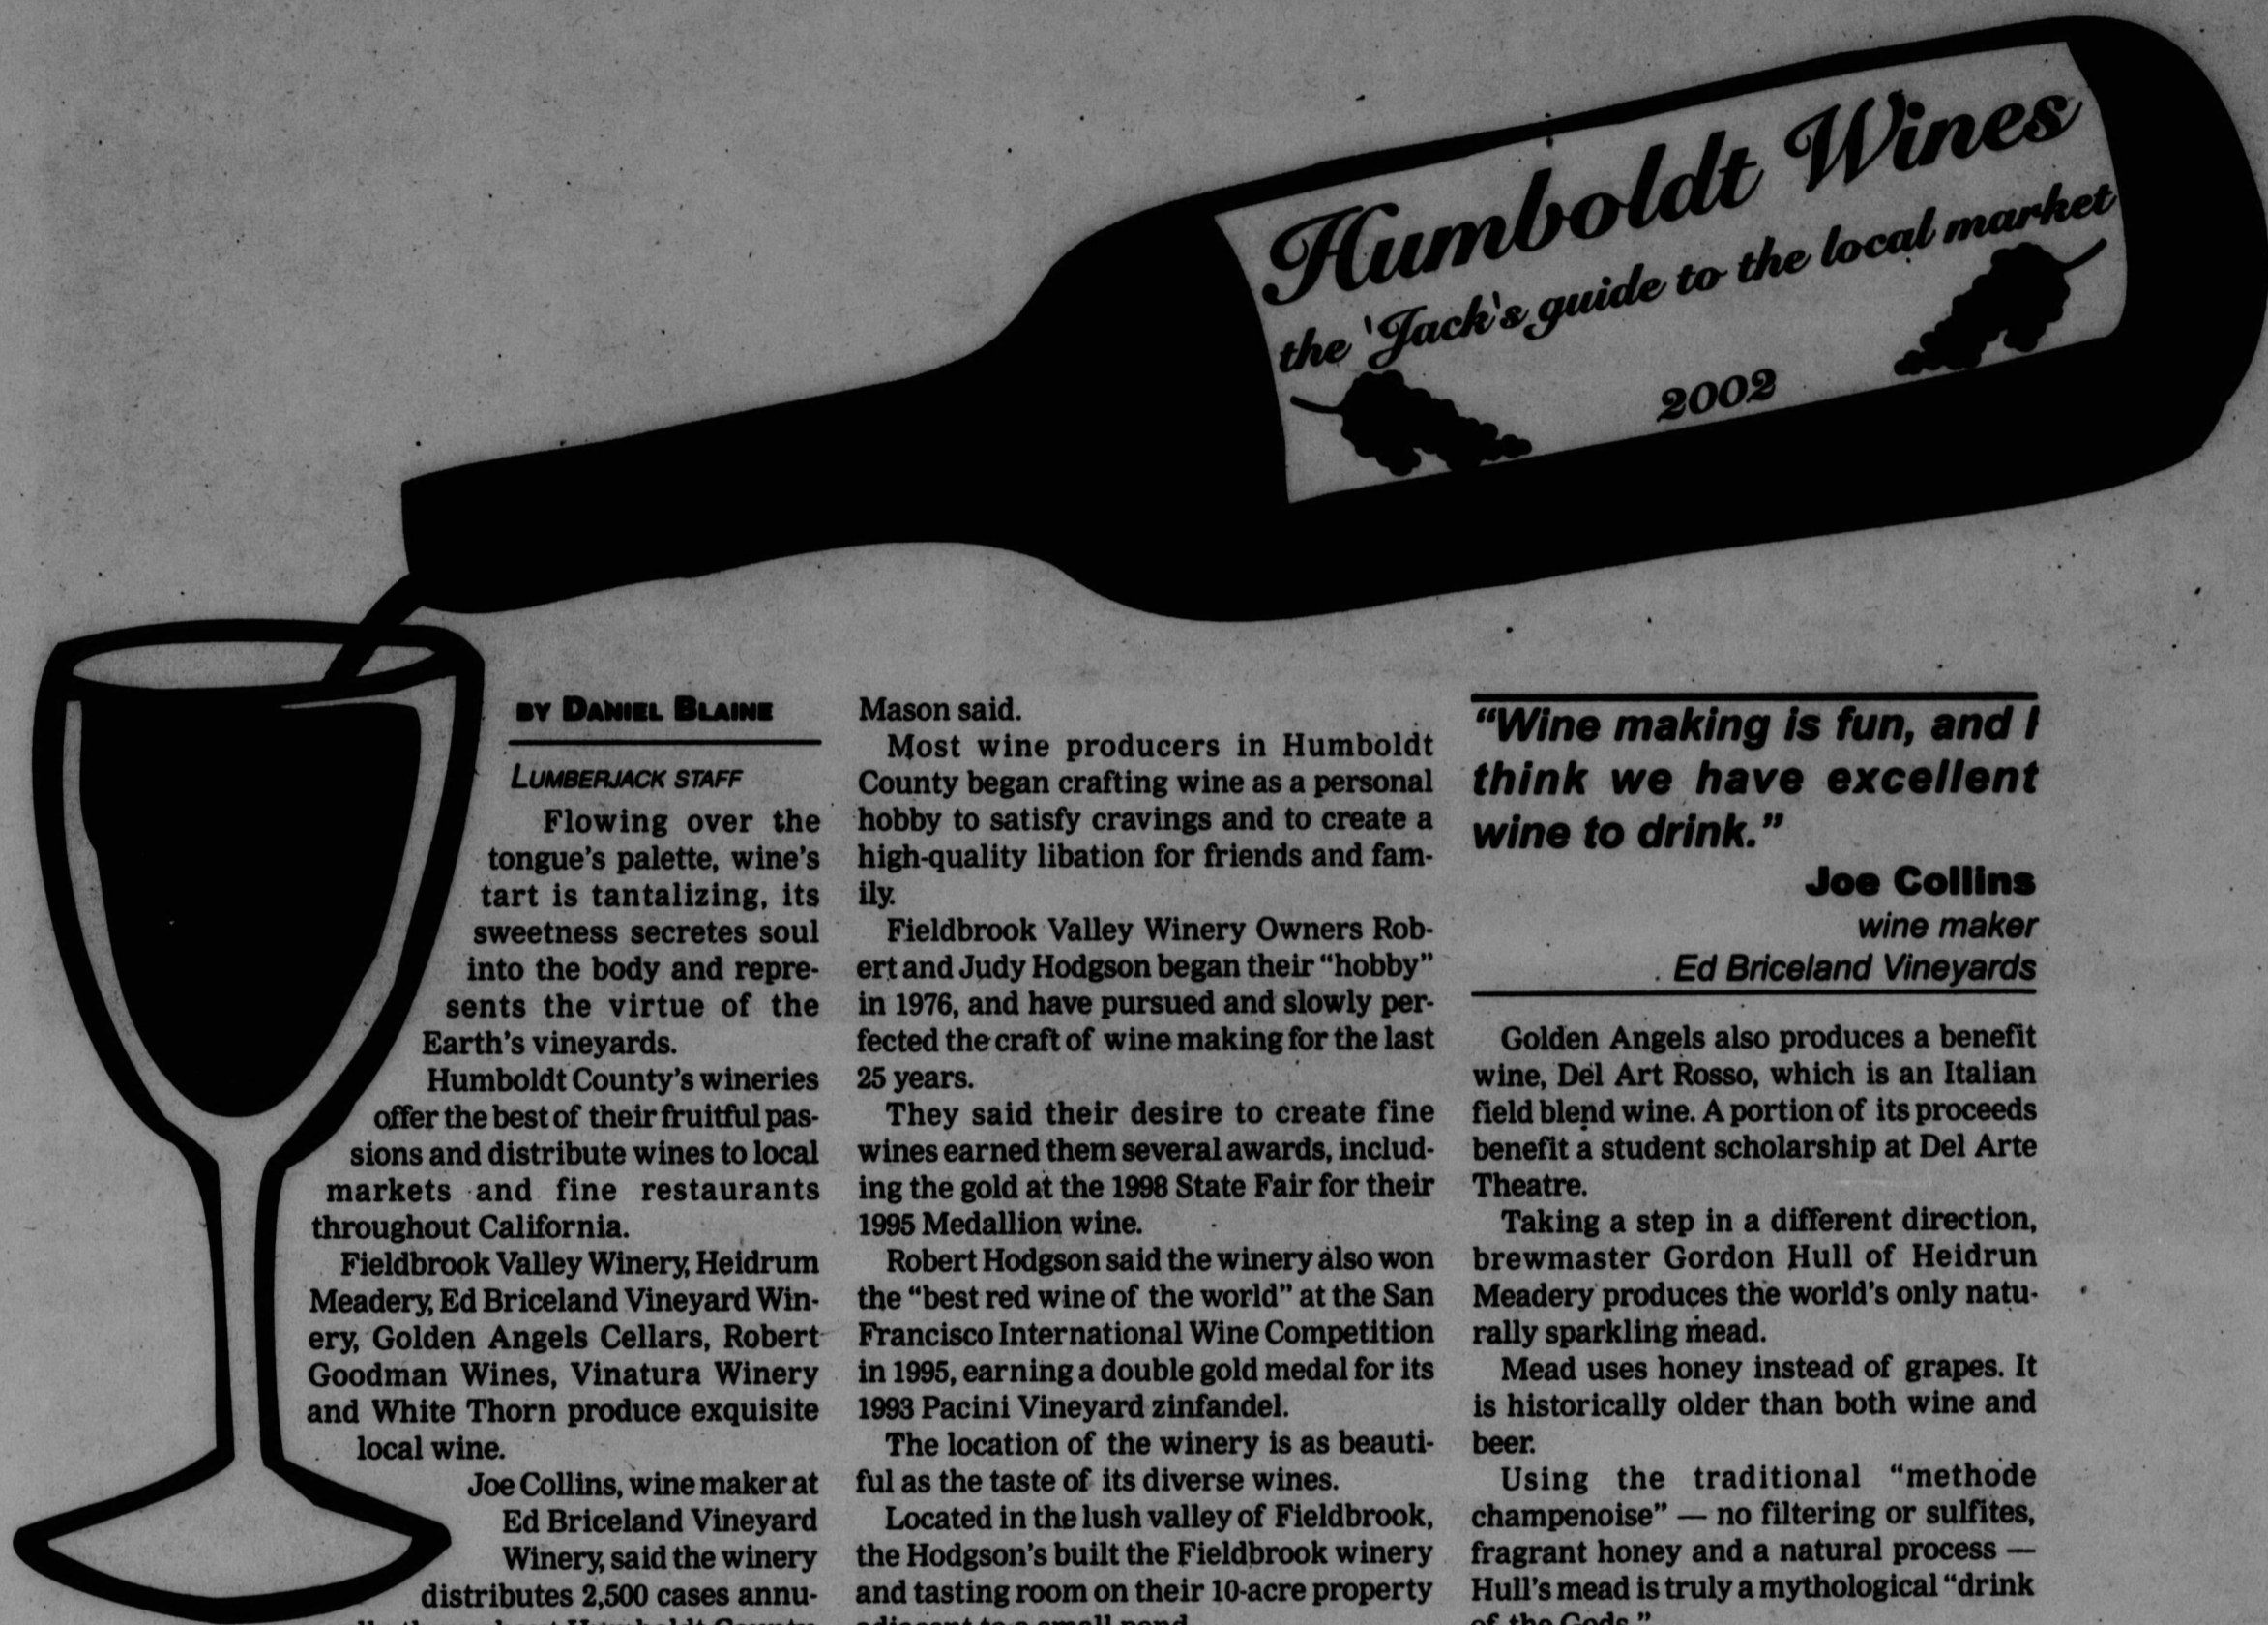 Humboldt Wines
the 'Jack's guide to the local market
2002
BY DANIEL BLAINE
LUMBERJACK STAFF
Flowing over the
tongue's palette, wine's
tart is tantalizing, its
sweetness secretes soul
into the body and repre-
sents the virtue of the
Earth's vineyards.
Humboldt County's wineries
offer the best of their fruitful pas-
sions and distribute wines to local
markets and fine restaurants
throughout California.
Fieldbrook Valley Winery, Heidrum
Meadery, Ed Briceland Vineyard Win-
ery, Golden Angels Cellars, Robert
Goodman Wines, Vinatura Winery
and White Thorn produce exquisite
local wine.
Joe Collins, wine maker at
Ed Briceland Vineyard
Winery, said the winery
distributes 2,500 cases annu-
Mason said.
Most wine producers in Humboldt
County began crafting wine as a personal
hobby to satisfy cravings and to create a
high-quality libation for friends and fam-
ily.
Fieldbrook Valley Winery Owners Rob-
ert and Judy Hodgson began their "hobby"
in 1976, and have pursued and slowly per-
fected the craft of wine making for the last
25 years.
They said their desire to create fine
wines earned them several awards, includ-
ing the gold at the 1998 State Fair for their
1995 Medallion wine.
Robert Hodgson said the winery also won
the "best red wine of the world" at the San
Francisco International Wine Competition
in 1995, earning a double gold medal for its
1993 Pacini Vineyard zinfandel.
The location of the winery is as beauti-
ful as the taste of its diverse wines.
Located in the lush valley of Fieldbrook,
the Hodgson's built the Fieldbrook winery
and tasting room on their 10-acre property
"Wine making is fun, and I
think we have excellent
wine to drink."
Joe Collins
wine maker
Ed Briceland Vineyards
Golden Angels also produces a benefit
wine, Del Art Rosso, which is an Italian
field blend wine. A portion of its proceeds
benefit a student scholarship at Del Arte
Theatre.
Taking a step in a different direction,
brewmaster Gordon Hull of Heidrun
Meadery produces the world's only natu-
rally sparkling mead.
Mead uses honey instead of grapes. It
is historically older than both wine and
beer.
Using the traditional "methode
champenoise" — no filtering or sulfites,
fragrant honey and a natural process —
Hull's mead is truly a mythological "drink
of the Gods."